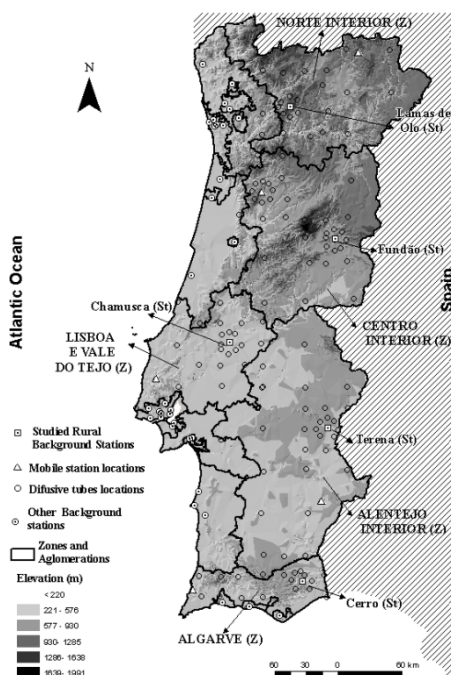 NORTE INTERIOR (Z)
N
Lamas de
Olo (St)
Atlantic Ocean
Fundão (St)
Spain
Chamusca (St)
CENTRO
INTERIOR (Z)
LISBOA
E VALE
DO TEJO (Z)
Studied Rural
Background Stations
Terena (St)
Mobile station locations
Difusive tubes locations
Other Background
stations
ALENTEJO
INTERIOR (Z)
Zones and
Aglomerations
Elevation (m)
< 220
221 - 576
577 - 930
930 - 1285
1286 - 1638
1639 - 1991
Cerro (St)
ALGARVE (Z)
60 30 0 60 km